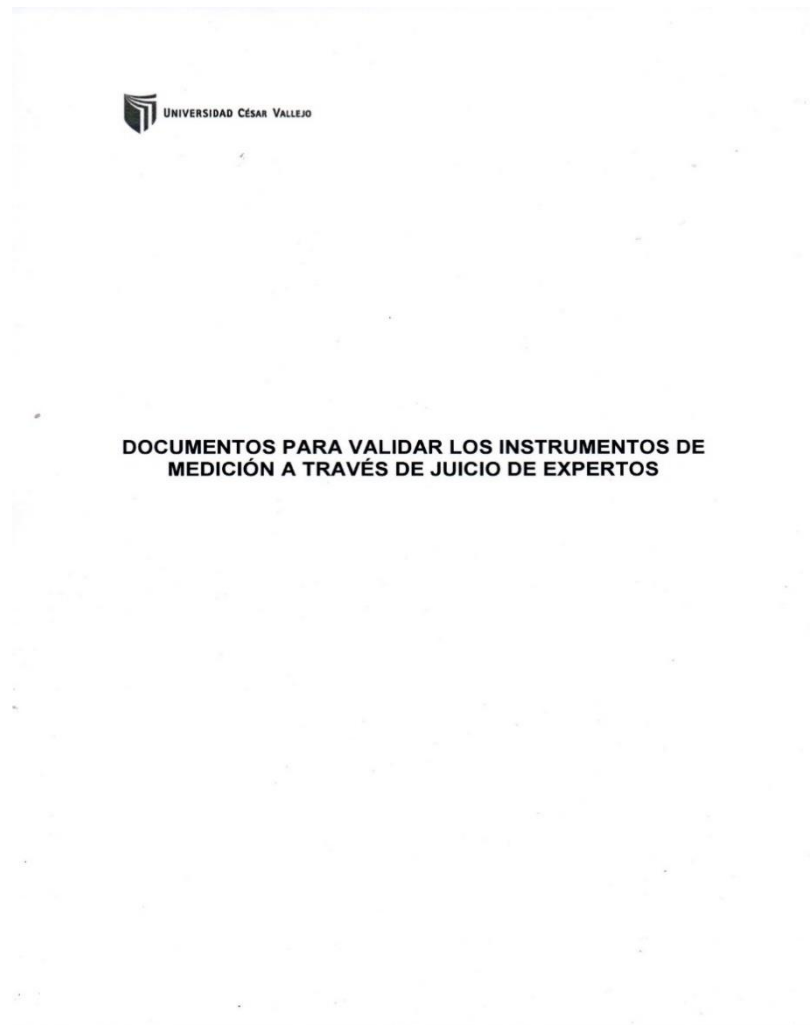 UNIVERSIDAD CÉSAR VALLEJO
DOCUMENTOS PARA VALIDAR LOS INSTRUMENTOS DE
MEDICIÓN A TRAVÉS DE JUICIO DE EXPERTOS